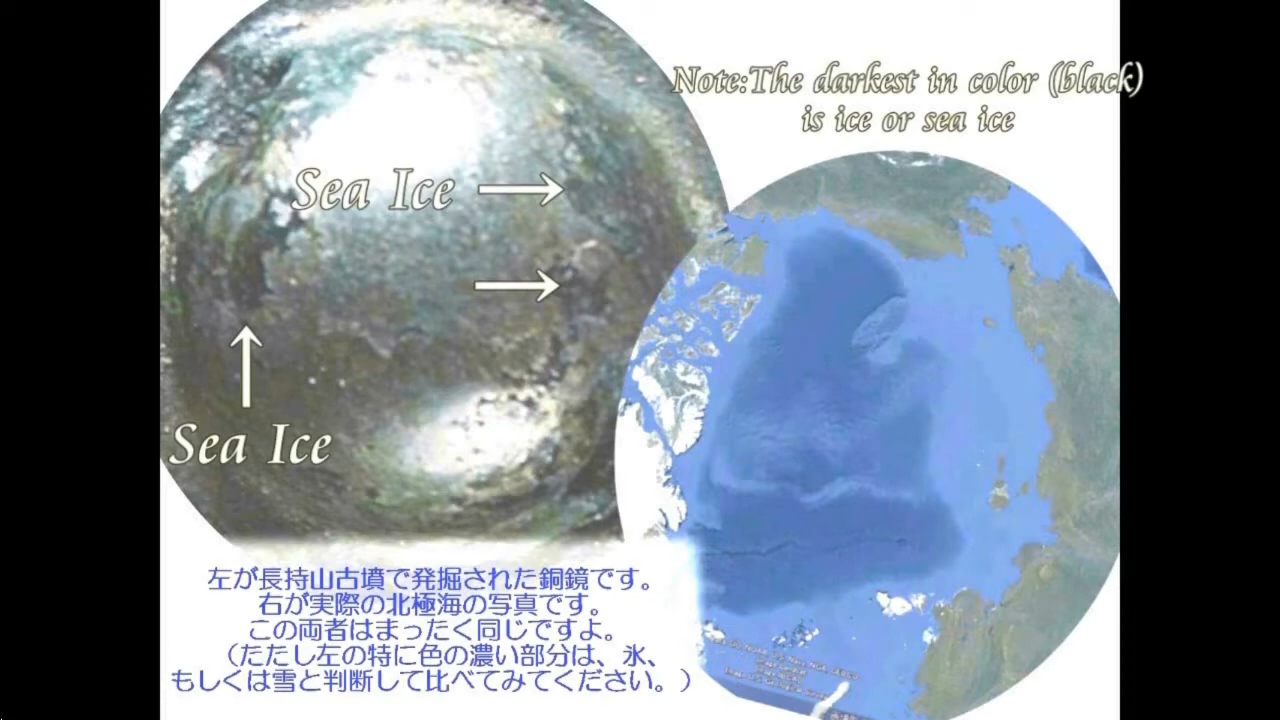 Note:The darkest in color (black)
is ice or sea ice
Sea Ice
Sea Ice
左が長持山古墳で発掘された銅鏡です。
右が実際の北極海の写真です。
この両者はまったく同じですよ。
（ただし左の特に色の濃い部分は、氷、
もしくは雪と判断して比べてみてください。）